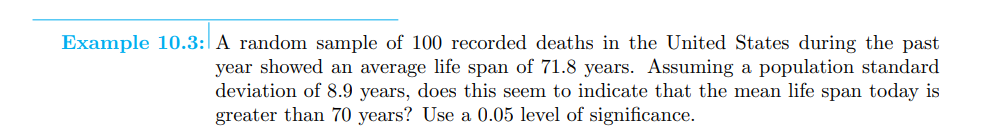 Example 10.3: A random sample of 100 recorded deaths in the United States during the past
year showed an average life span of 71.8 years. Assuming a population standard
deviation of 8.9 years, does this seem to indicate that the mean life span today is
greater than 70 years? Use a 0.05 level of significance.